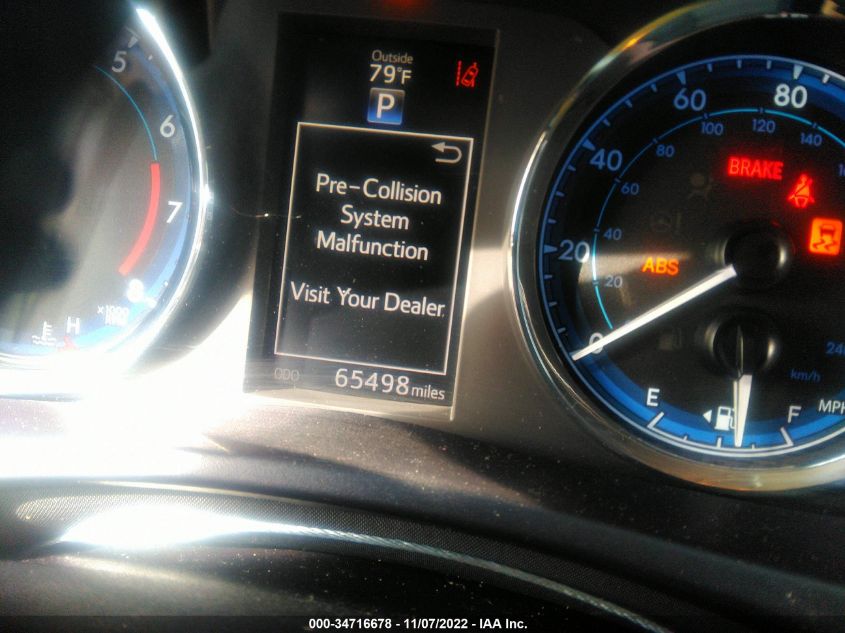 5
6
7
8
x1000
H
Outside
79°F
P
Pre-Collision
System
Malfunction
Visit Your Dealer
ODO 65498 miles
0
20
40
60
80
20
40
60
80
100
120
140
BRAKE
ABS
km/h
MPH
E
F
000-34716678 - 11/07/2022 - IAA Inc.